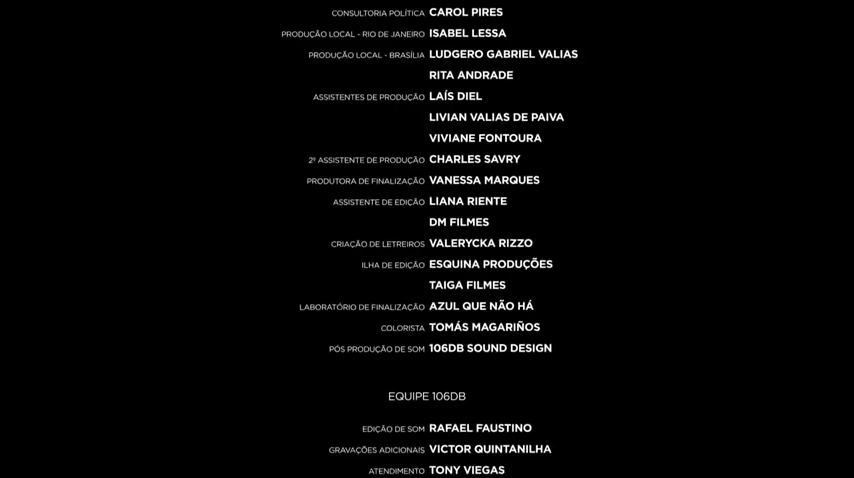 CONSULTORIA POLÍTICA CAROL PIRES
PRODUÇÃO LOCAL - RIO DE JANEIRO ISABEL LESSA
PRODUÇÃO LOCAL - BRASÍLIA LUDGERO GABRIEL VALIAS
RITA ANDRADE
ASSISTENTES DE PRODUÇÃO LAÍS DIEL
LIVIAN VALIAS DE PAIVA
VIVIANE FONTOURA
2º ASSISTENTE DE PRODUÇÃO CHARLES SAVRY
PRODUTORA DE FINALIZAÇÃO VANESSA MARQUES
ASSISTENTE DE EDIÇÃO LIANA RIENTE
DM FILMES
CRIAÇÃO DE LETREIROS VALERYCKA RIZZO
ILHA DE EDIÇÃO ESQUINA PRODUÇÕES
TAIGA FILMES
LABORATÓRIO DE FINALIZAÇÃO AZUL QUE NÃO HÁ
COLORISTA TOMÁS MAGARIÑOS
PÓS PRODUÇÃO DE SOM 106DB SOUND DESIGN
EQUIPE 106DB
EDIÇÃO DE SOM RAFAEL FAUSTINO
GRAVAÇÕES ADICIONAIS VICTOR QUINTANILHA
ATENDIMENTO TONY VIEGAS